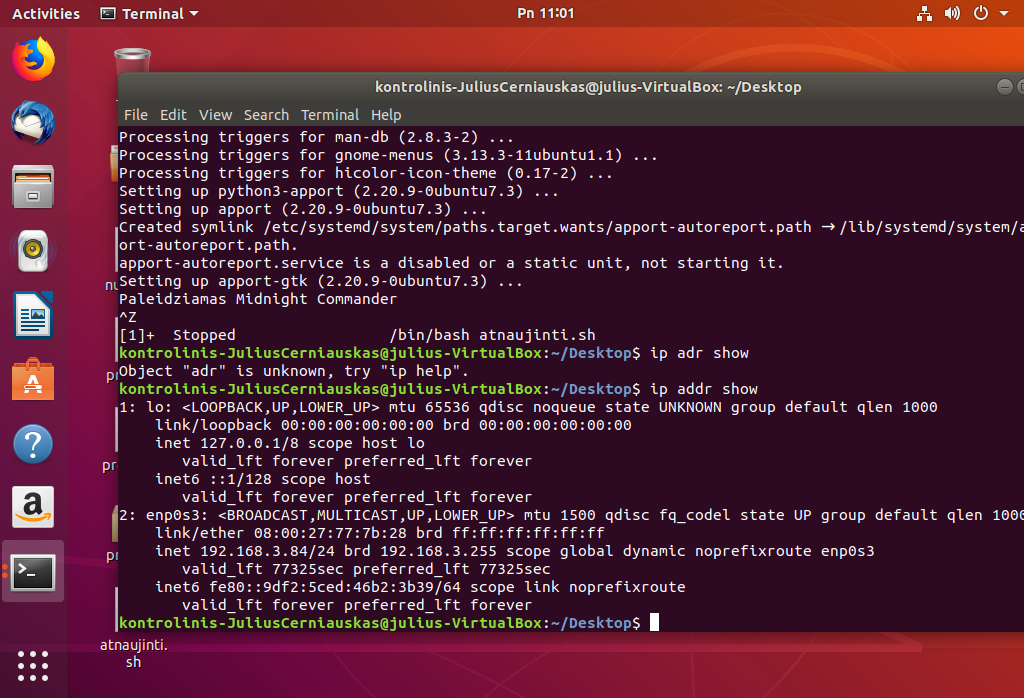 Activities Terminal Pn 11:01
kontrolinis-JuliusCerniauskas@julius-VirtualBox: ~/Desktop
File Edit View Search Terminal Help
Processing triggers for man-db (2.8.3-2) ...
Processing triggers for gnome-menus (3.13.3-11ubuntu1.1) ...
Processing triggers for hicolor-icon-theme (0.17-2) ...
Setting up python3-apport (2.20.9-0ubuntu7.3) ...
Setting up apport (2.20.9-0ubuntu7.3) ...
Created symlink /etc/systemd/system/paths.target.wants/apport-autoreport.path → /lib/systemd/system/a
ort-autoreport.path.
apport-autoreport.service is a disabled or a static unit, not starting it.
Setting up apport-gtk (2.20.9-0ubuntu7.3) ...
Paleidziamas Midnight Commander
^Z
[1]+  Stopped                 /bin/bash atnaujinti.sh
kontrolinis-JuliusCerniauskas@julius-VirtualBox:~/Desktop$ ip adr show
Object "adr" is unknown, try "ip help".
kontrolinis-JuliusCerniauskas@julius-VirtualBox:~/Desktop$ ip addr show
1: lo: <LOOPBACK,UP,LOWER_UP> mtu 65536 qdisc noqueue state UNKNOWN group default qlen 1000
    link/loopback 00:00:00:00:00:00 brd 00:00:00:00:00:00
    inet 127.0.0.1/8 scope host lo
       valid_lft forever preferred_lft forever
    inet6 ::1/128 scope host
       valid_lft forever preferred_lft forever
2: enp0s3: <BROADCAST,MULTICAST,UP,LOWER_UP> mtu 1500 qdisc fq_codel state UP group default qlen 1000
    link/ether 08:00:27:77:7b:28 brd ff:ff:ff:ff:ff:ff
    inet 192.168.3.84/24 brd 192.168.3.255 scope global dynamic noprefixroute enp0s3
       valid_lft 77325sec preferred_lft 77325sec
    inet6 fe80::9df2:5ced:46b2:3b39/64 scope link noprefixroute
       valid_lft forever preferred_lft forever
kontrolinis-JuliusCerniauskas@julius-VirtualBox:~/Desktop$
nu
pr
pr
pr
atnaujinti.
sh